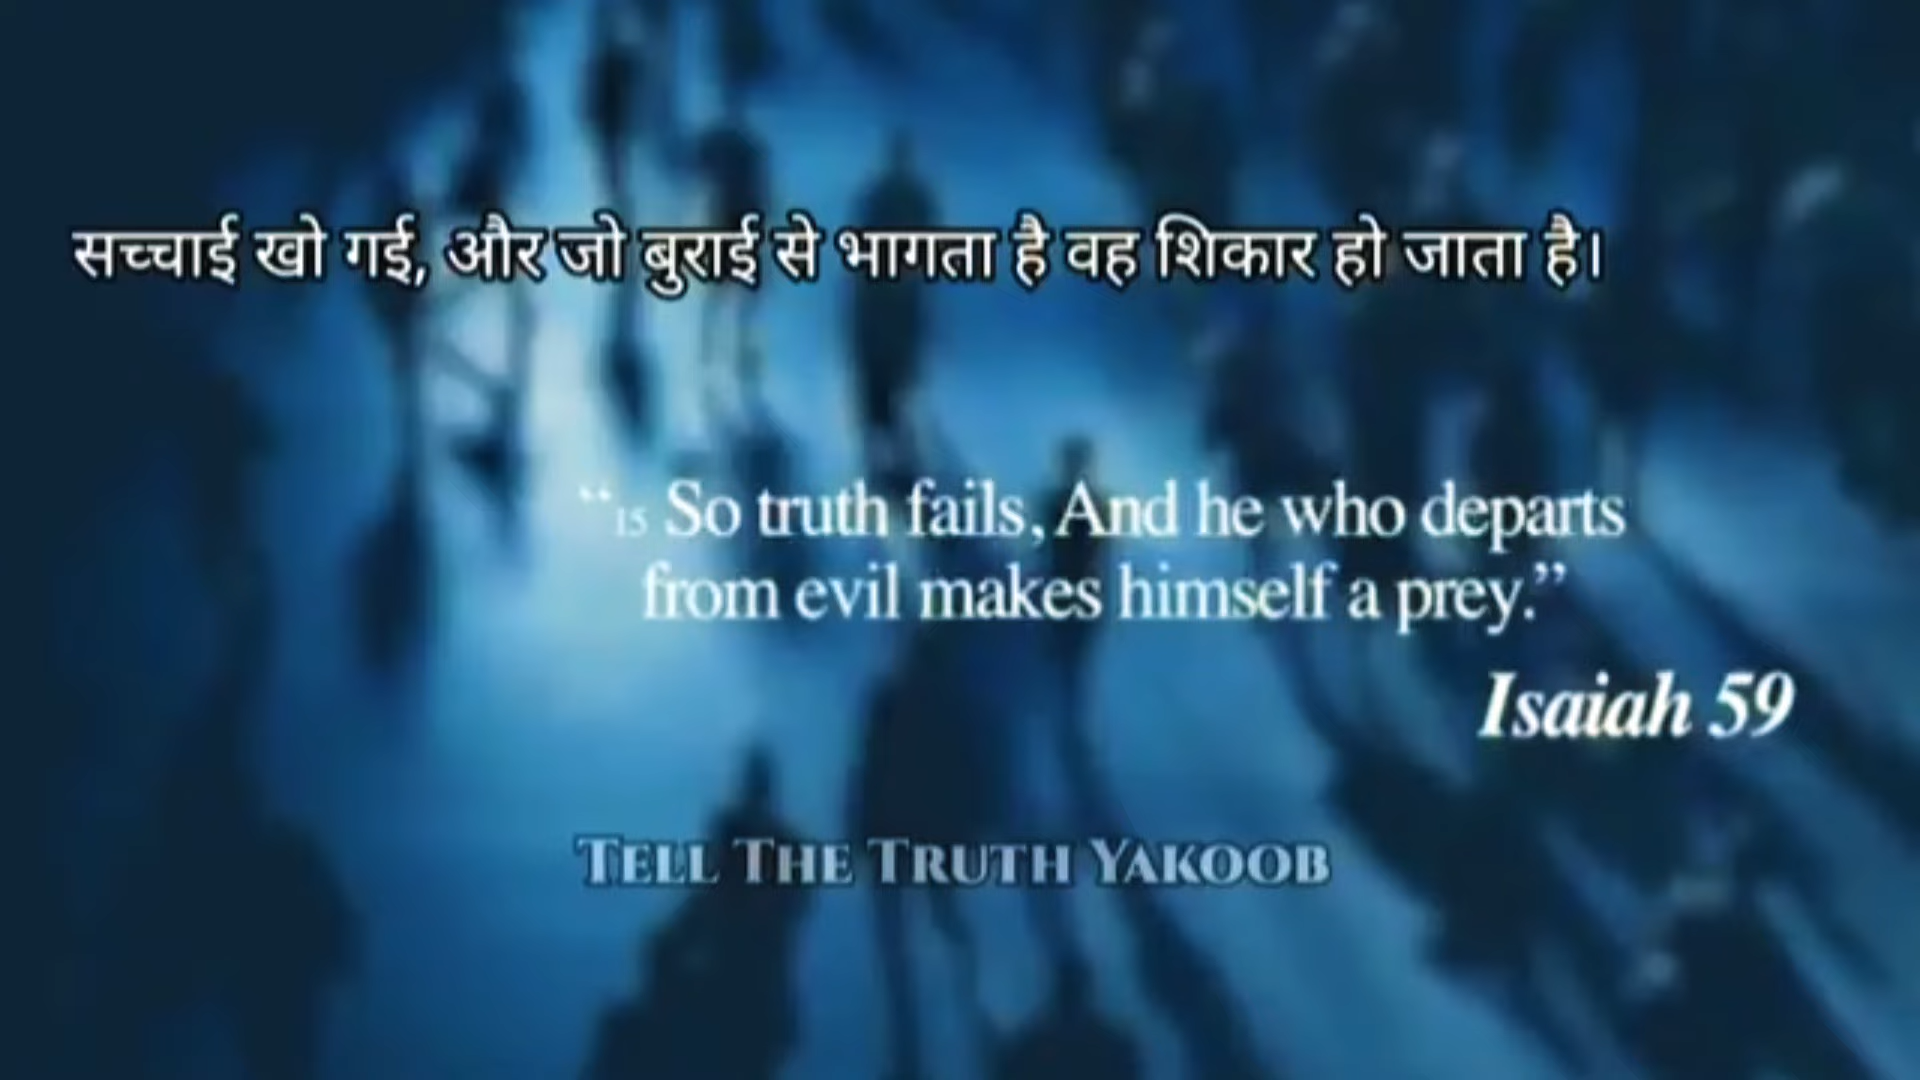 सच्चाई खो गई, और जो बुराई से भागता है वह शिकार हो जाता है।
“15 So truth fails, And he who departs
from evil makes himself a prey.”
Isaiah 59
TELL THE TRUTH YAKOOB